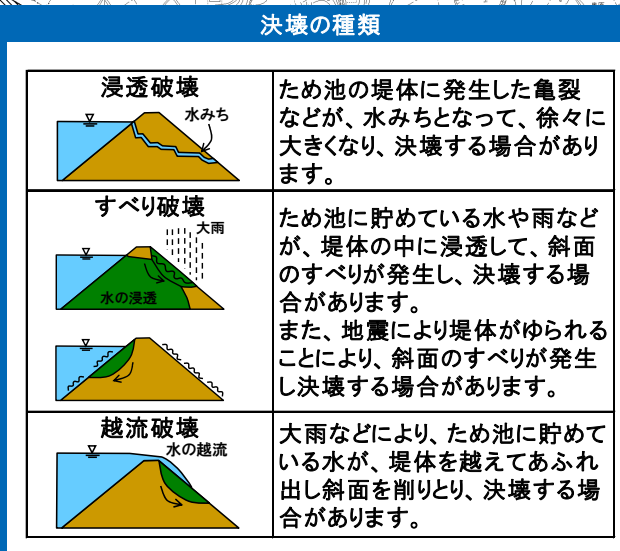 決壊の種類
浸透破壊
水みち
ため池の堤体に発生した亀裂
などが、水みちとなって、徐々に
大きくなり、決壊する場合があり
ます。
すべり破壊
大雨
水の浸透
ため池に貯めている水や雨など
が、堤体の中に浸透して、斜面
のすべりが発生し、決壊する場
合があります。
また、地震により堤体がゆられる
ことにより、斜面のすべりが発生
し決壊する場合があります。
越流破壊
水の越流
大雨などにより、ため池に貯めて
いる水が、堤体を越えてあふれ
出し斜面を削りとり、決壊する場
合があります。